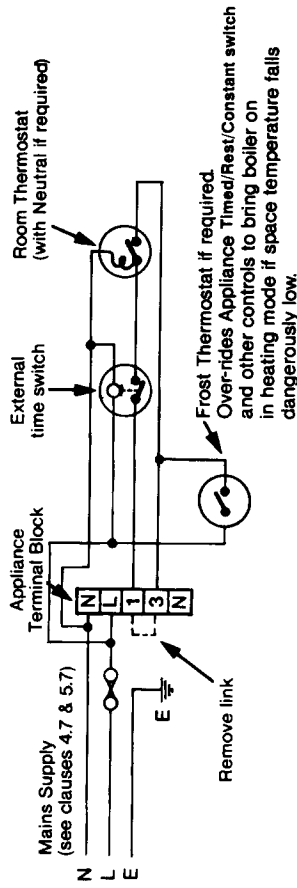 Mains Supply
(see clauses 4.7 & 5.7)
N
L
E
E
Appliance
Terminal Block
N
L
1
3
N
Remove link
External
time switch
Room Thermostat
(with Neutral if required)
Frost Thermostat if required.
Over-rides Appliance Timed/Rest/Constant switch
and other controls to bring boiler on
in heating mode if space temperature falls
dangerously low.